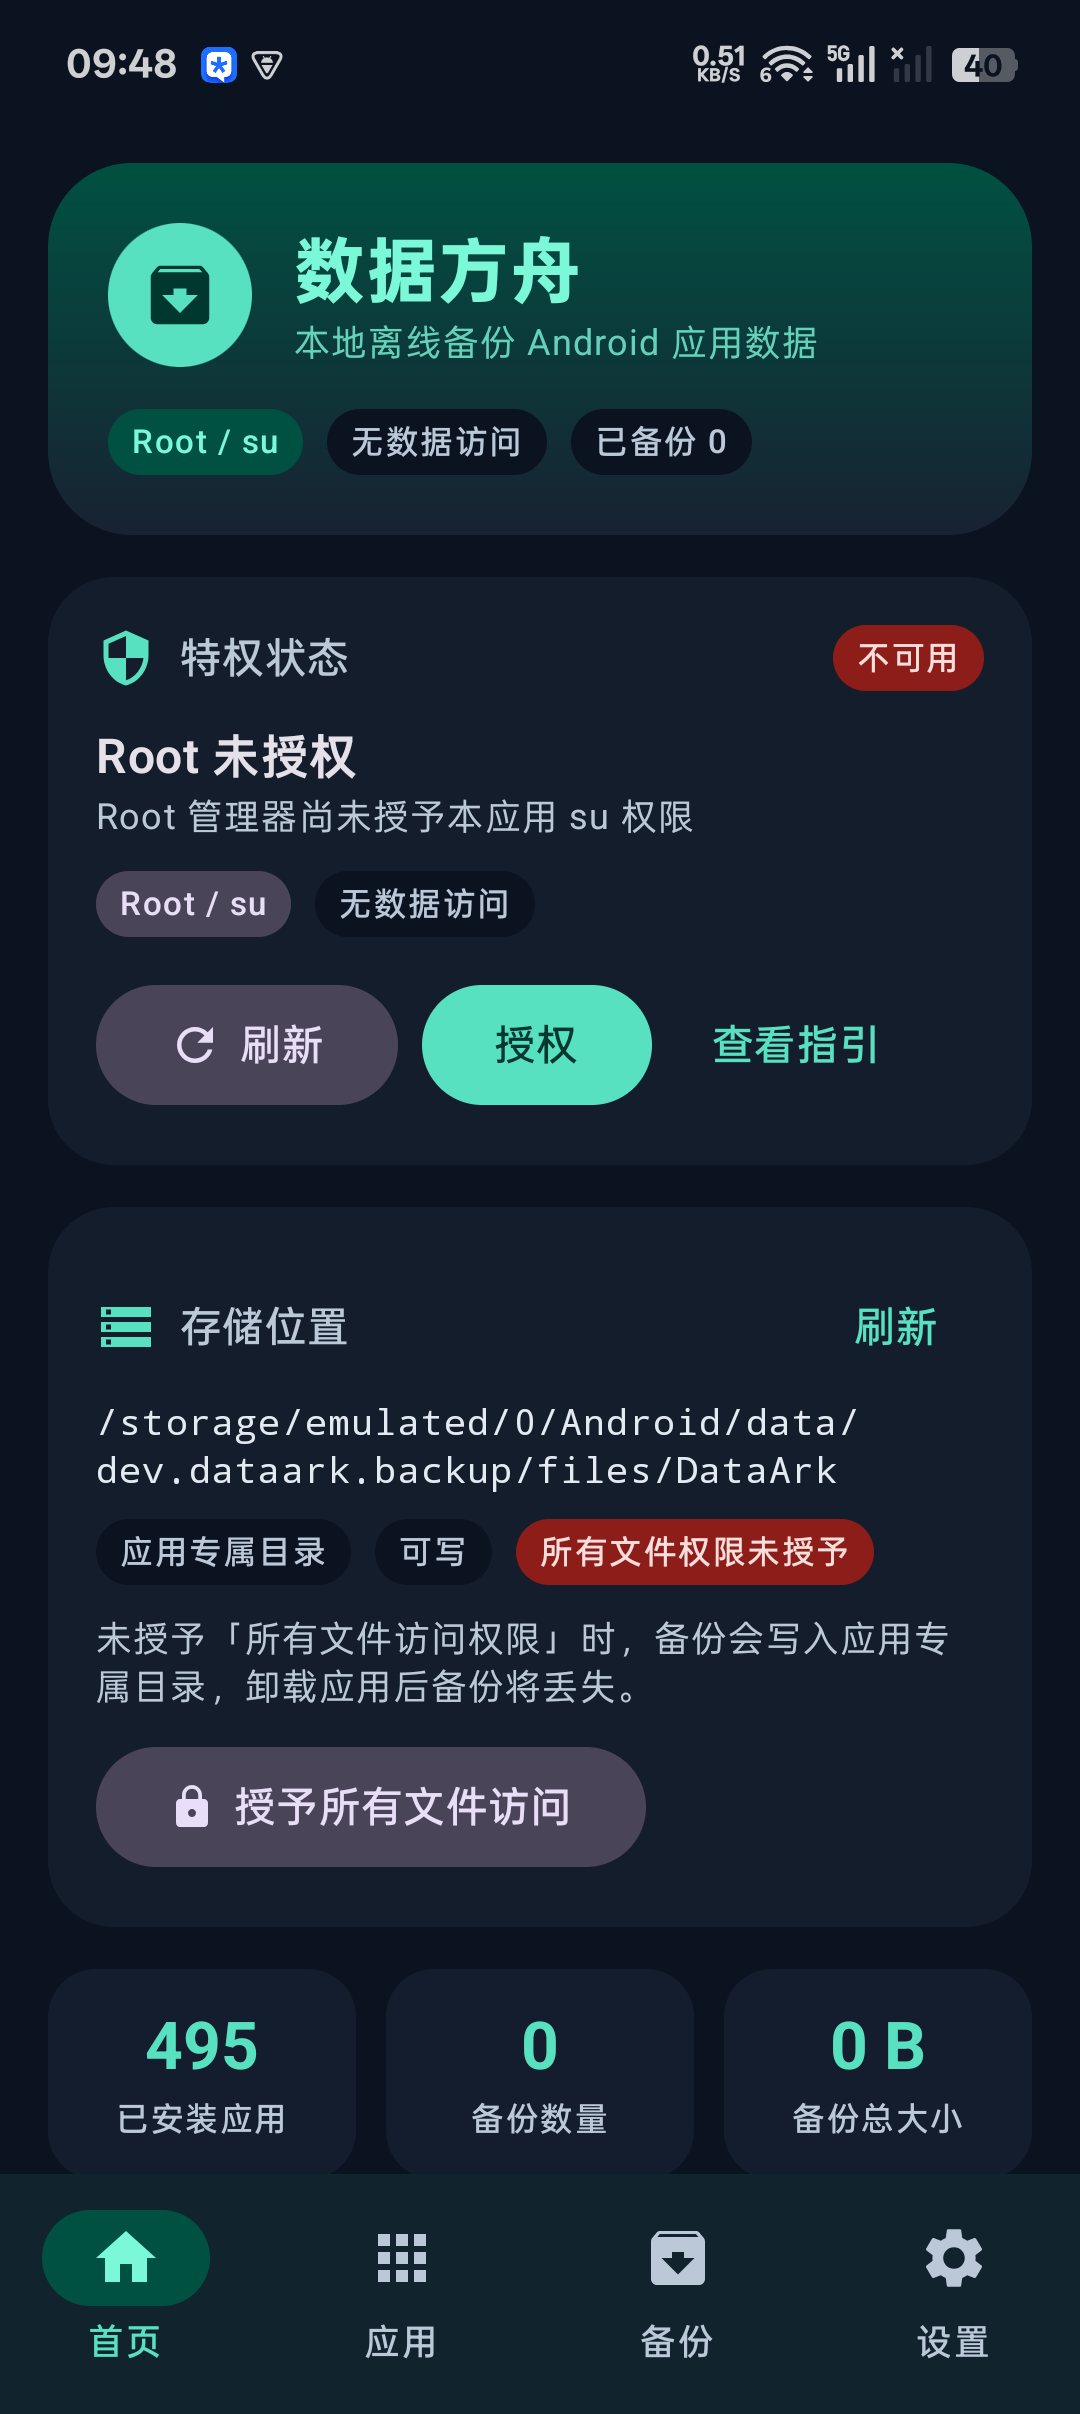 09:48
0.51 KB/S 6 5G 40
数据方舟
本地离线备份 Android 应用数据
Root / su 无数据访问 已备份 0
特权状态 不可用
Root 未授权
Root 管理器尚未授予本应用 su 权限
Root / su 无数据访问
刷新 授权 查看指引
存储位置 刷新
/storage/emulated/0/Android/data/
dev.dataark.backup/files/DataArk
应用专属目录 可写 所有文件权限未授予
未授予「所有文件访问权限」时，备份会写入应用专
属目录，卸载应用后备份将丢失。
授予所有文件访问
495 0 0 B
已安装应用 备份数量 备份总大小
首页 应用 备份 设置